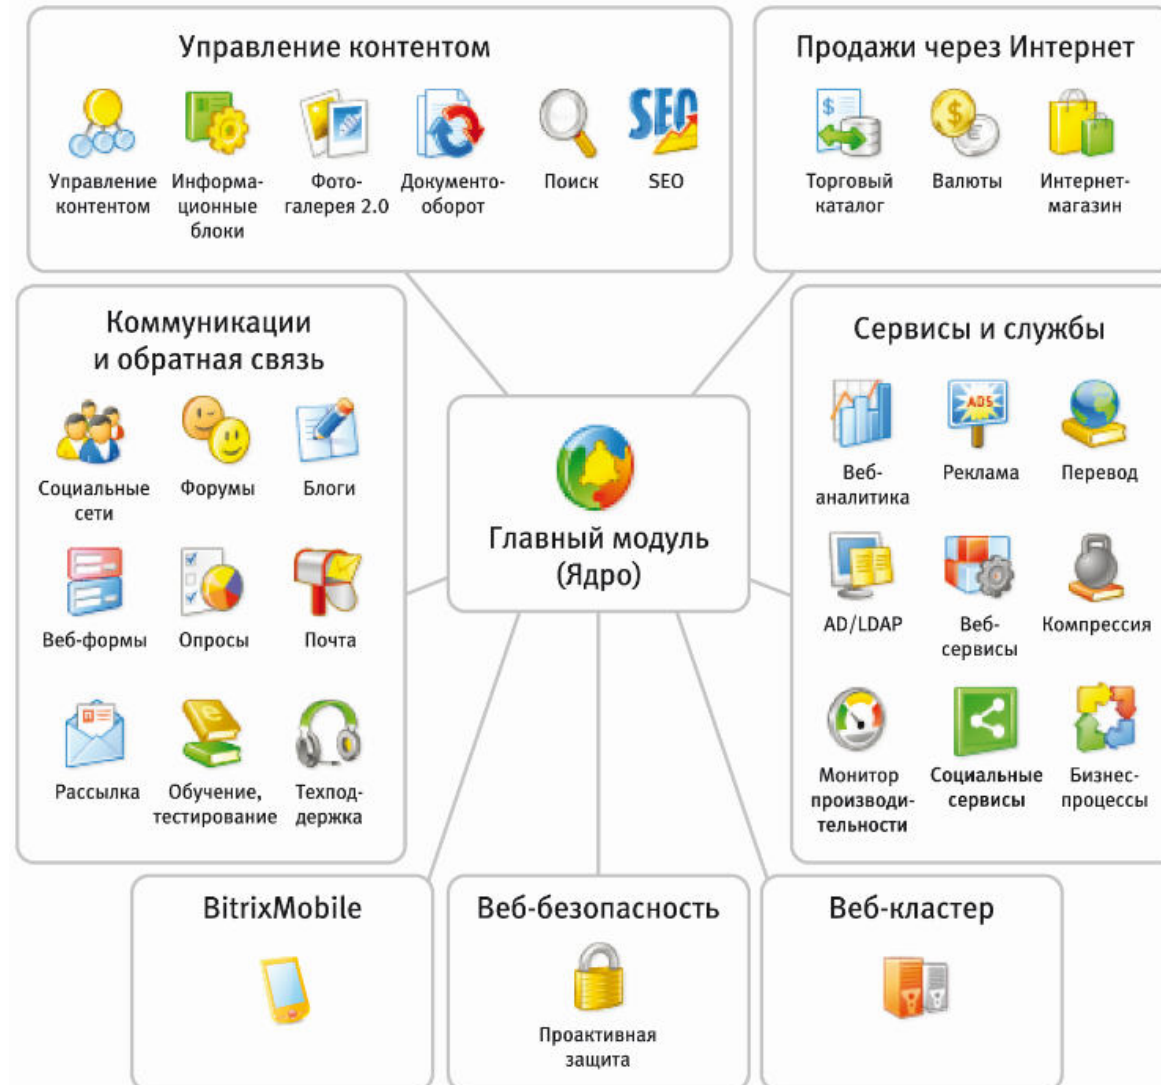 Управление контентом
Управление
контентом
Информа-
ционные
блоки
Фото-
галерея 2.0
Документо-
оборот
Поиск
SEO
SEO
Продажи через Интернет
$
Торговый
каталог
$
€
Валюты
Интернет-
магазин
Коммуникации
и обратная связь
Социальные
сети
Форумы
Блоги
Веб-формы
Опросы
Почта
Рассылка
e
Обучение,
тестирование
Техпод-
держка
Главный модуль
(Ядро)
Сервисы и службы
Веб-
аналитика
ADS
Реклама
Перевод
AD/LDAP
Веб-
сервисы
Компрессия
Монитор
производи-
тельности
Социальные
сервисы
Бизнес-
процессы
BitrixMobile
Веб-безопасность
Проактивная
защита
Веб-кластер